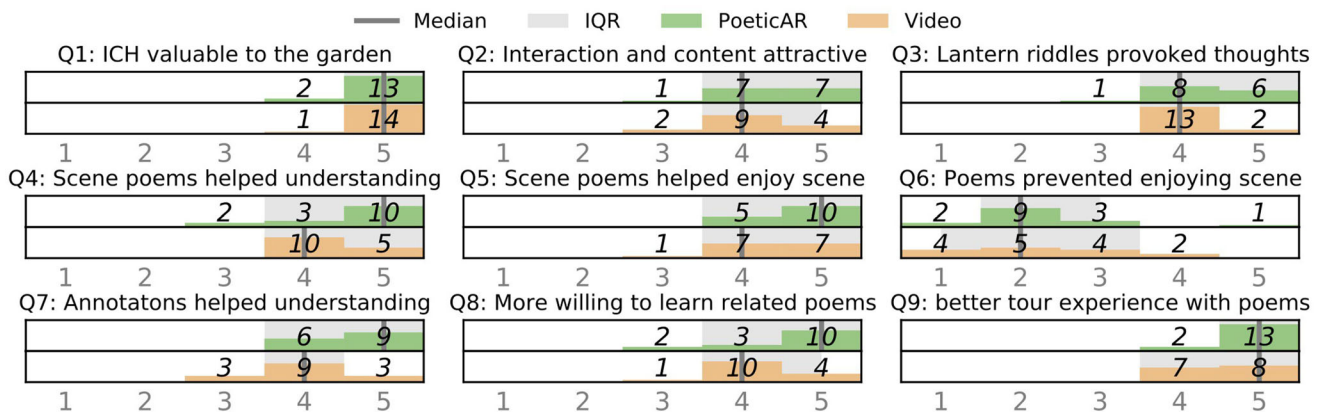 Median IQR PoeticAR Video
Q1: ICH valuable to the garden
2 13
1 14
1 2 3 4 5
Q2: Interaction and content attractive
1 7 7
2 9 4
1 2 3 4 5
Q3: Lantern riddles provoked thoughts
1 8 6
13 2
1 2 3 4 5
Q4: Scene poems helped understanding
2 3 10
10 5
1 2 3 4 5
Q5: Scene poems helped enjoy scene
5 10
1 7 7
1 2 3 4 5
Q6: Poems prevented enjoying scene
2 9 3 1
4 5 4 2
1 2 3 4 5
Q7: Annotatons helped understanding
6 9
3 9 3
1 2 3 4 5
Q8: More willing to learn related poems
2 3 10
1 10 4
1 2 3 4 5
Q9: better tour experience with poems
2 13
7 8
1 2 3 4 5